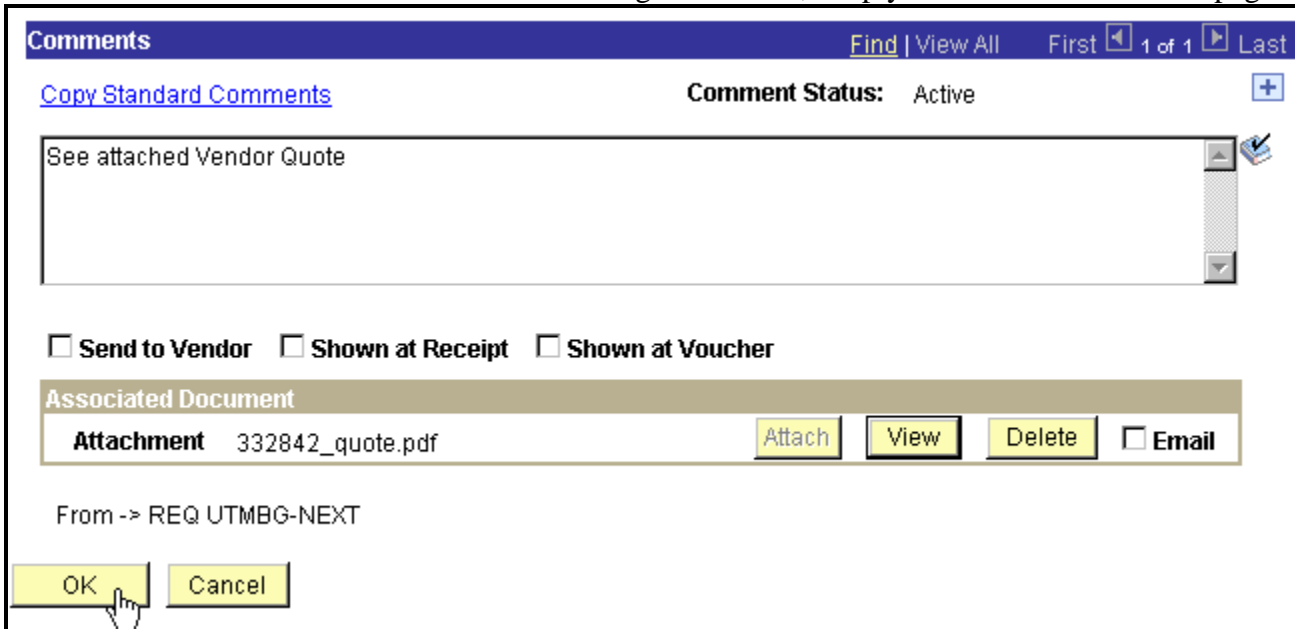 Comments Find | View All First 1 of 1 Last
Copy Standard Comments Comment Status: Active
See attached Vendor Quote
Send to Vendor Shown at Receipt Shown at Voucher
Associated Document
Attachment 332842_quote.pdf Attach View Delete Email
From -> REQ UTMBG-NEXT
OK Cancel